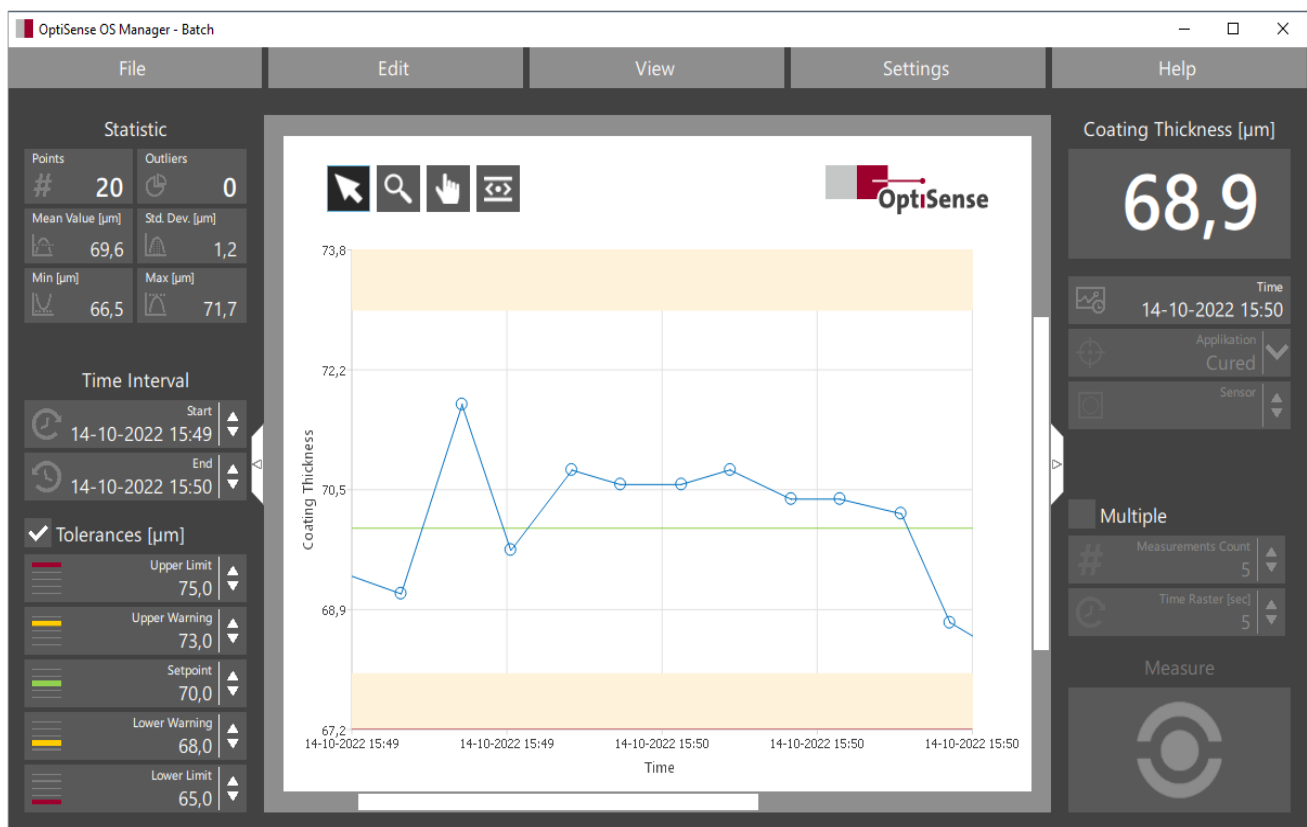 OptiSense OS Manager - Batch
File Edit View Settings Help
Statistic
Points Outliers
# 20 0
Mean Value [µm] Std. Dev. [µm]
69,6 1,2
Min [µm] Max [µm]
66,5 71,7
Time Interval
Start
14-10-2022 15:49
End
14-10-2022 15:50
Tolerances [µm]
Upper Limit
75,0
Upper Warning
73,0
Setpoint
70,0
Lower Warning
68,0
Lower Limit
65,0
OptiSense
73,8
72,2
70,5
68,9
67,2
Coating Thickness
14-10-2022 15:49 14-10-2022 15:49 14-10-2022 15:50 14-10-2022 15:50 14-10-2022 15:50
Time
Coating Thickness [µm]
68,9
Time
14-10-2022 15:50
Applikation
Cured
Sensor
Multiple
Measurements Count
# 5
Time Raster [sec]
5
Measure